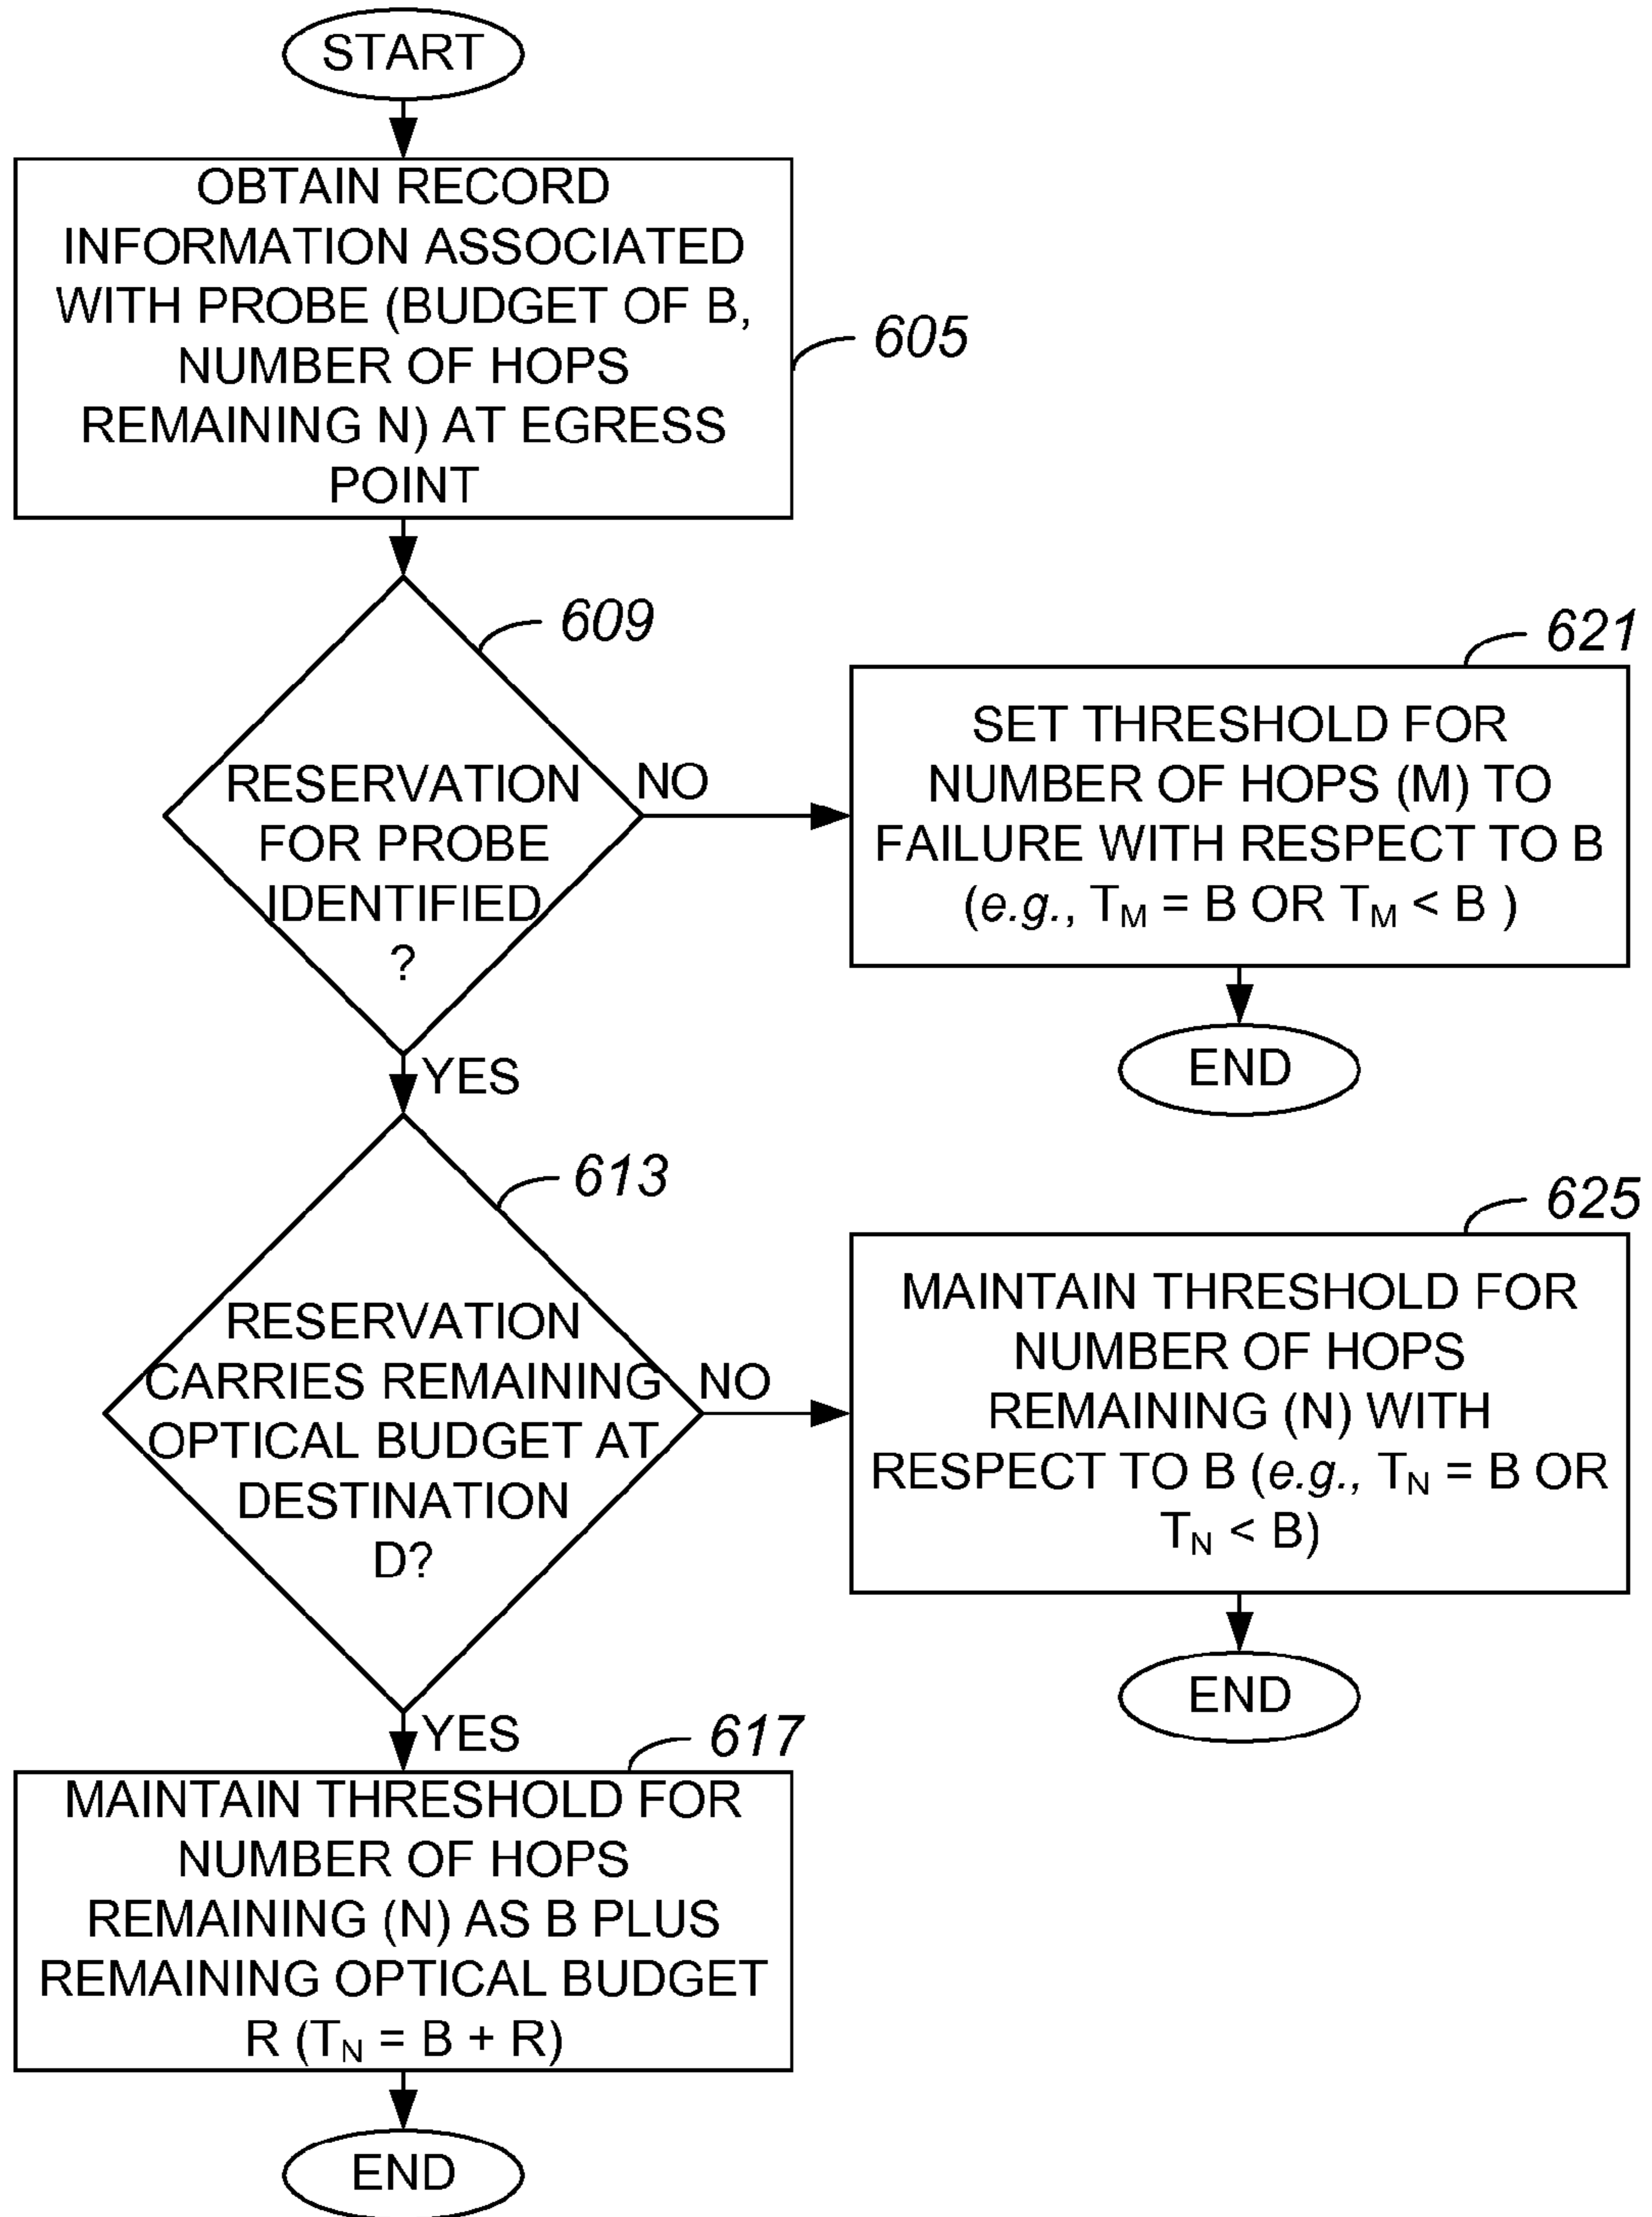 START
OBTAIN RECORD
INFORMATION ASSOCIATED
WITH PROBE (BUDGET OF B,
NUMBER OF HOPS
REMAINING N) AT EGRESS
POINT
605
609
RESERVATION
FOR PROBE
IDENTIFIED
?
NO
621
SET THRESHOLD FOR
NUMBER OF HOPS (M) TO
FAILURE WITH RESPECT TO B
(e.g., TM = B OR TM < B )
END
YES
613
RESERVATION
CARRIES REMAINING
OPTICAL BUDGET AT
DESTINATION
D?
NO
625
MAINTAIN THRESHOLD FOR
NUMBER OF HOPS
REMAINING (N) WITH
RESPECT TO B (e.g., TN = B OR
TN < B)
END
YES
617
MAINTAIN THRESHOLD FOR
NUMBER OF HOPS
REMAINING (N) AS B PLUS
REMAINING OPTICAL BUDGET
R (TN = B + R)
END